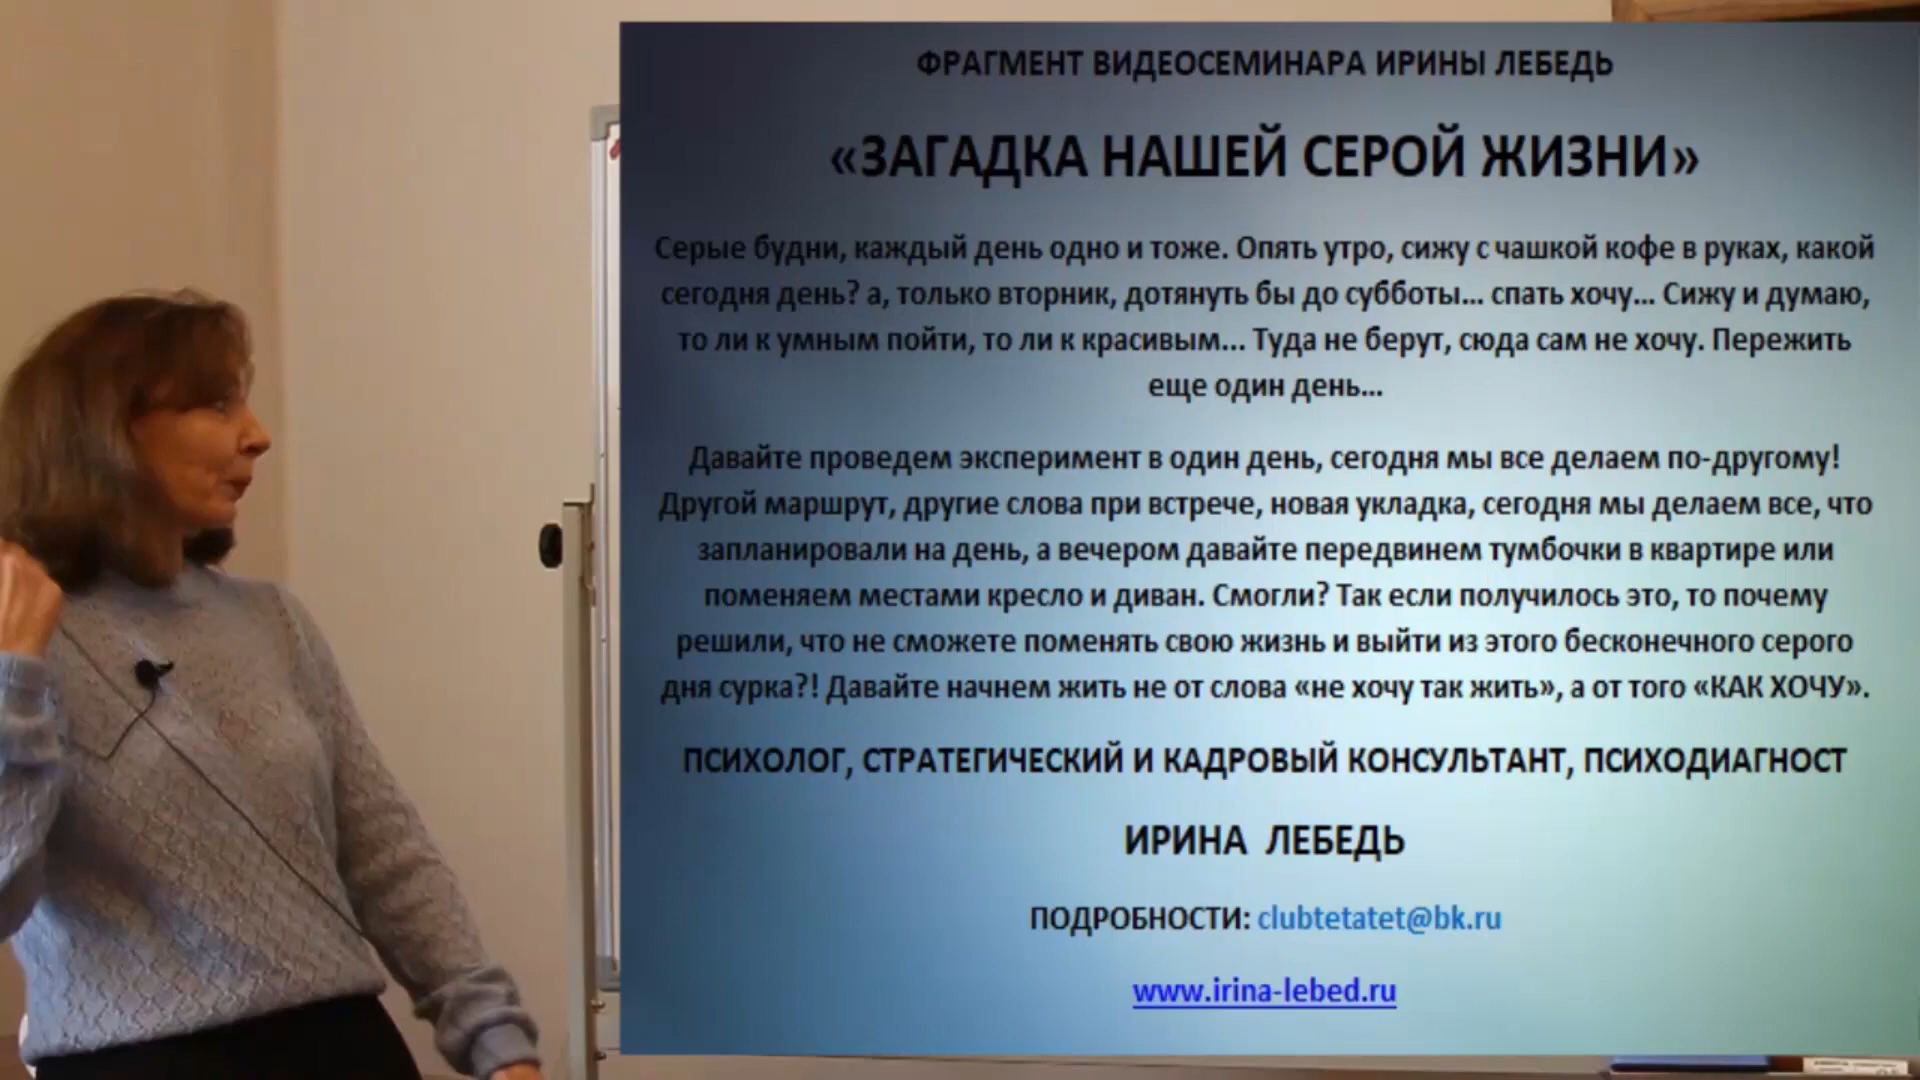 ФРАГМЕНТ ВИДЕОСЕМИНАРА ИРИНЫ ЛЕБЕДЬ
«ЗАГАДКА НАШЕЙ СЕРОЙ ЖИЗНИ»
Серые будни, каждый день одно и тоже. Опять утро, сижу с чашкой кофе в руках, какой
сегодня день? а, только вторник, дотянуть бы до субботы... спать хочу... Сижу и думаю,
то ли к умным пойти, то ли к красивым... Туда не берут, сюда сам не хочу. Пережить
еще один день...
Давайте проведем эксперимент в один день, сегодня мы все делаем по-другому!
Другой маршрут, другие слова при встрече, новая укладка, сегодня мы делаем все, что
запланировали на день, а вечером давайте передвинем тумбочки в квартире или
поменяем местами кресло и диван. Смогли? Так если получилось это, то почему
решили, что не сможете поменять свою жизнь и выйти из этого бесконечного серого
дня сурка?! Давайте начнем жить не от слова «не хочу так жить», а от того «КАК ХОЧУ».
ПСИХОЛОГ, СТРАТЕГИЧЕСКИЙ И КАДРОВЫЙ КОНСУЛЬТАНТ, ПСИХОДИАГНОСТ
ИРИНА ЛЕБЕДЬ
ПОДРОБНОСТИ: clubtetatet@bk.ru
www.irina-lebed.ru